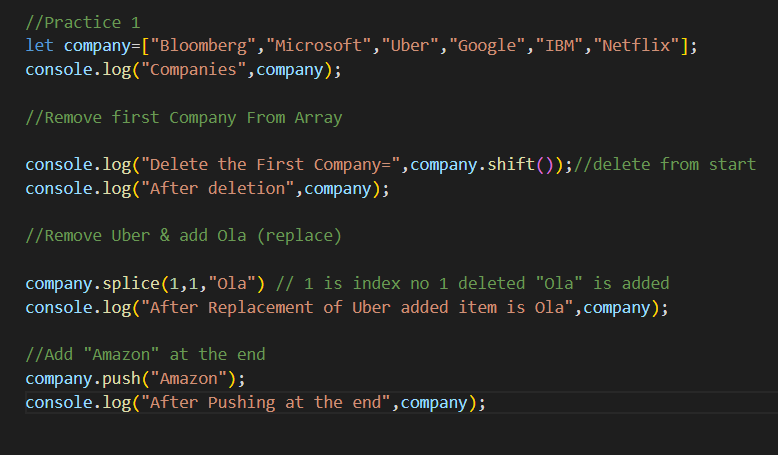 //Practice 1
let company=["Bloomberg","Microsoft","Uber","Google","IBM","Netflix"];
console.log("Companies",company);
//Remove first Company From Array
console.log("Delete the First Company=",company.shift());//delete from start
console.log("After deletion",company);
//Remove Uber & add Ola (replace)
company.splice(1,1,"Ola") // 1 is index no 1 deleted "Ola" is added
console.log("After Replacement of Uber added item is Ola",company);
//Add "Amazon" at the end
company.push("Amazon");
console.log("After Pushing at the end",company);